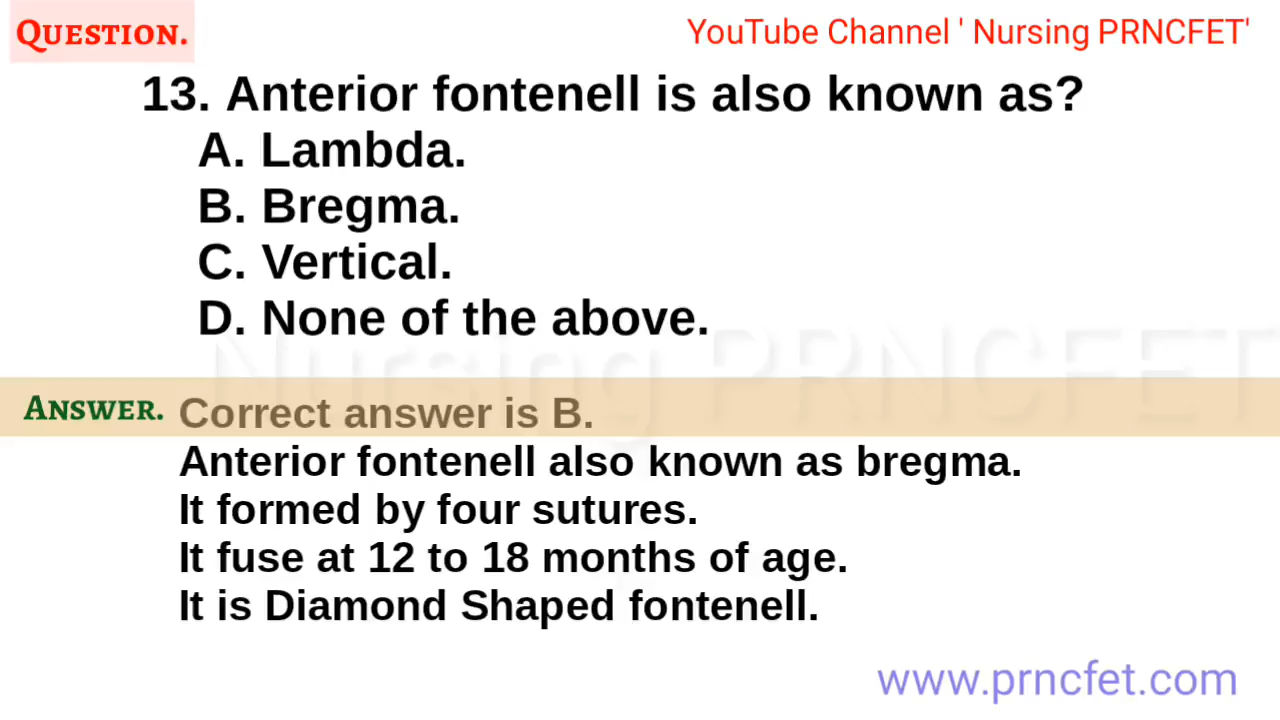 QUESTION.
YouTube Channel ' Nursing PRNCFET'
13. Anterior fontenell is also known as?
A. Lambda.
B. Bregma.
C. Vertical.
D. None of the above.
Nursing PRNCFET
ANSWER. Correct answer is B.
Anterior fontenell also known as bregma.
It formed by four sutures.
It fuse at 12 to 18 months of age.
It is Diamond Shaped fontenell.
www.prncfet.com